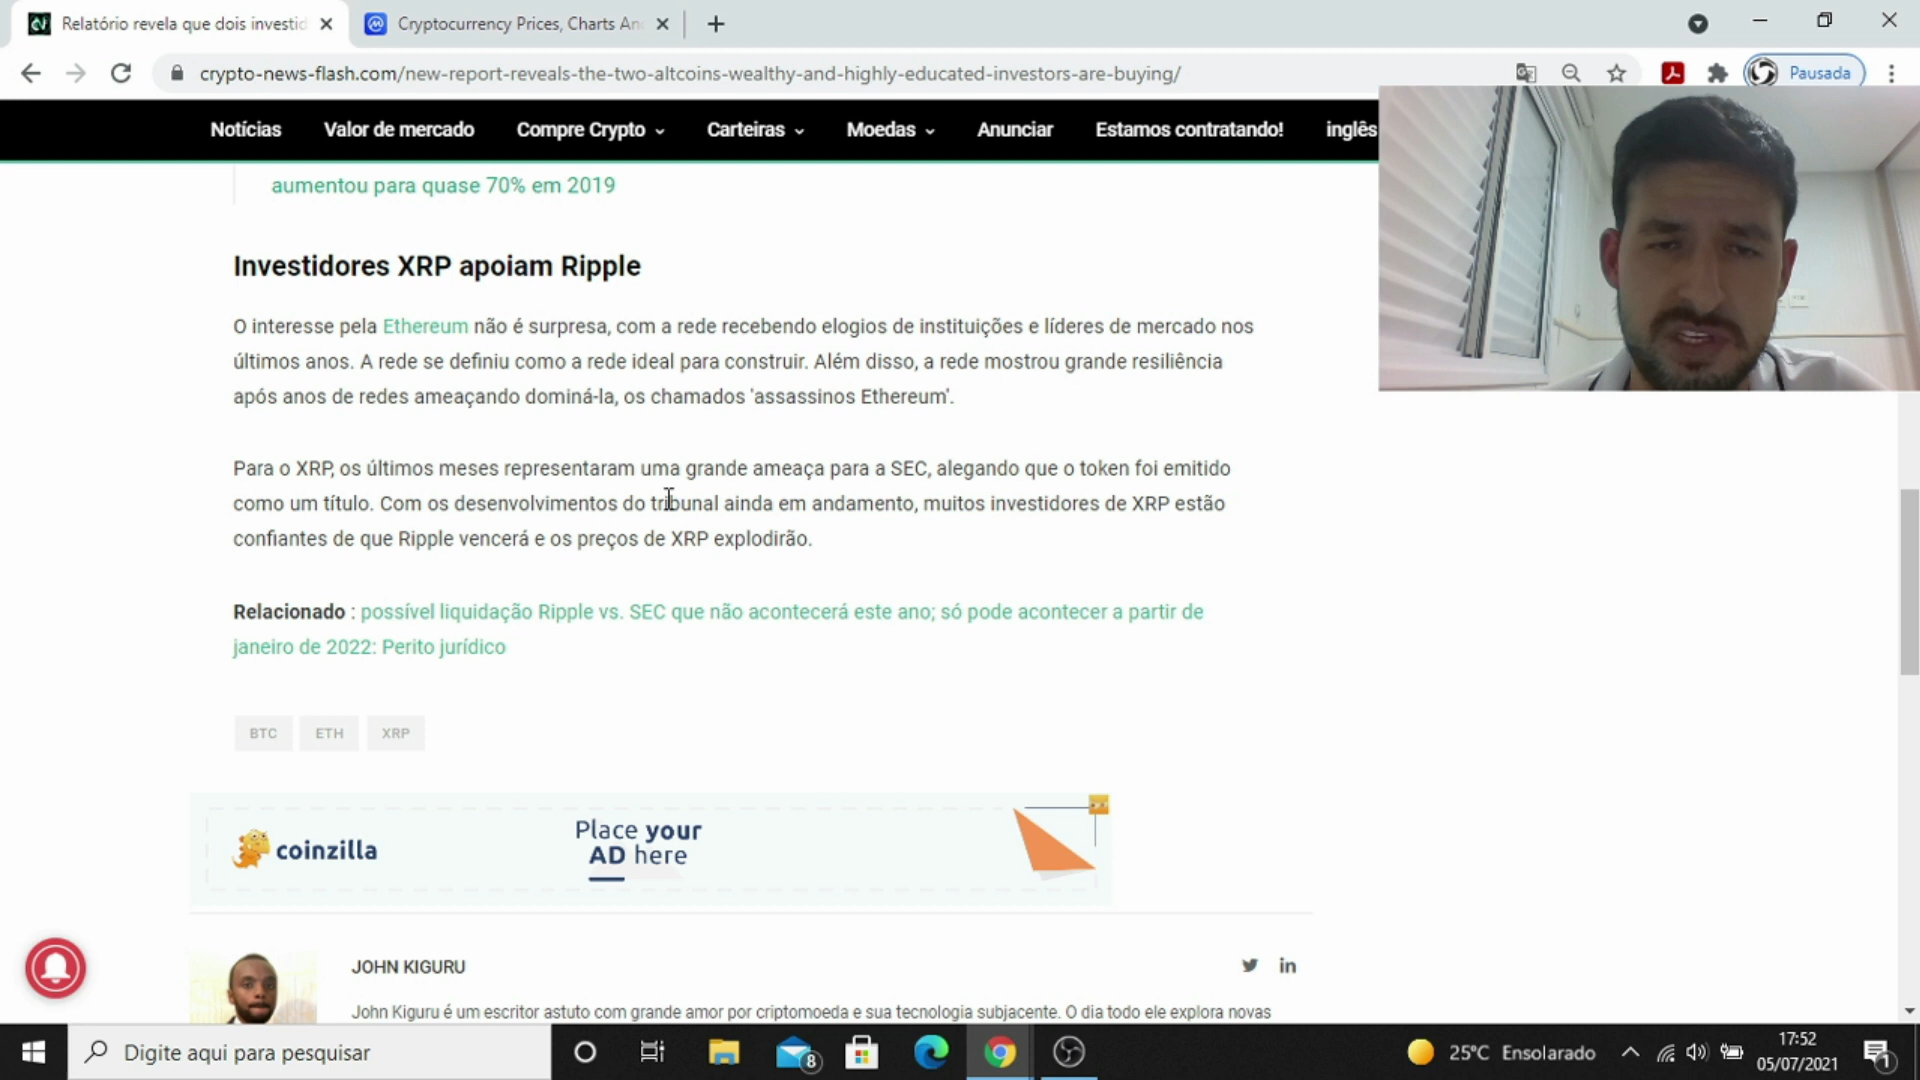 Relatório revela que dois investid
Cryptocurrency Prices, Charts An
crypto-news-flash.com/new-report-reveals-the-two-altcoins-wealthy-and-highly-educated-investors-are-buying/
Pausada
Notícias Valor de mercado Compre Crypto Carteiras Moedas Anunciar Estamos contratando! inglês
aumentou para quase 70% em 2019
Investidores XRP apoiam Ripple
O interesse pela Ethereum não é surpresa, com a rede recebendo elogios de instituições e líderes de mercado nos
últimos anos. A rede se definiu como a rede ideal para construir. Além disso, a rede mostrou grande resiliência
após anos de redes ameaçando dominá-la, os chamados 'assassinos Ethereum'.
Para o XRP, os últimos meses representaram uma grande ameaça para a SEC, alegando que o token foi emitido
como um título. Com os desenvolvimentos do tribunal ainda em andamento, muitos investidores de XRP estão
confiantes de que Ripple vencerá e os preços de XRP explodirão.
Relacionado : possível liquidação Ripple vs. SEC que não acontecerá este ano; só pode acontecer a partir de
janeiro de 2022: Perito jurídico
BTC ETH XRP
coinzilla
Place your
AD here
JOHN KIGURU
John Kiguru é um escritor astuto com grande amor por criptomoeda e sua tecnologia subjacente. O dia todo ele explora novas
Digite aqui para pesquisar
8
25°C Ensolarado
17:52
05/07/2021
1